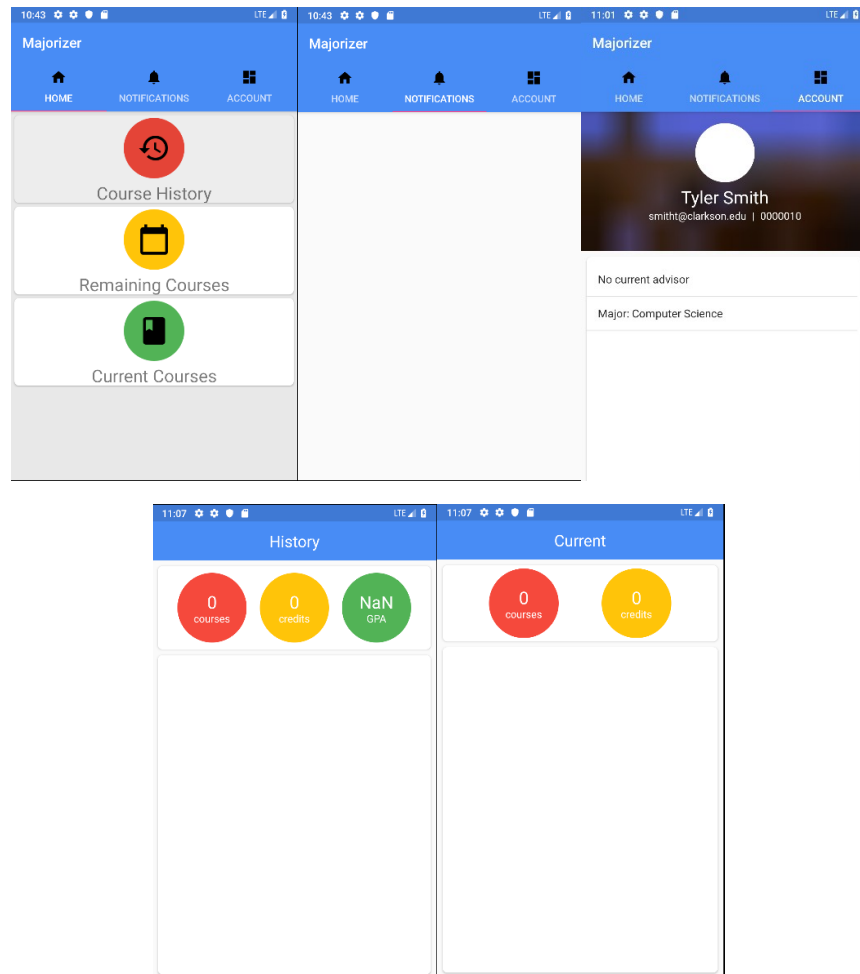 10:43 LTE
Majorizer
HOME NOTIFICATIONS ACCOUNT
Course History
Remaining Courses
Current Courses
10:43 LTE
Majorizer
HOME NOTIFICATIONS ACCOUNT
11:01 LTE
Majorizer
HOME NOTIFICATIONS ACCOUNT
Tyler Smith
smitht@clarkson.edu | 0000010
No current advisor
Major: Computer Science
11:07 LTE
History
0 0 NaN
courses credits GPA
11:07 LTE
Current
0 0
courses credits